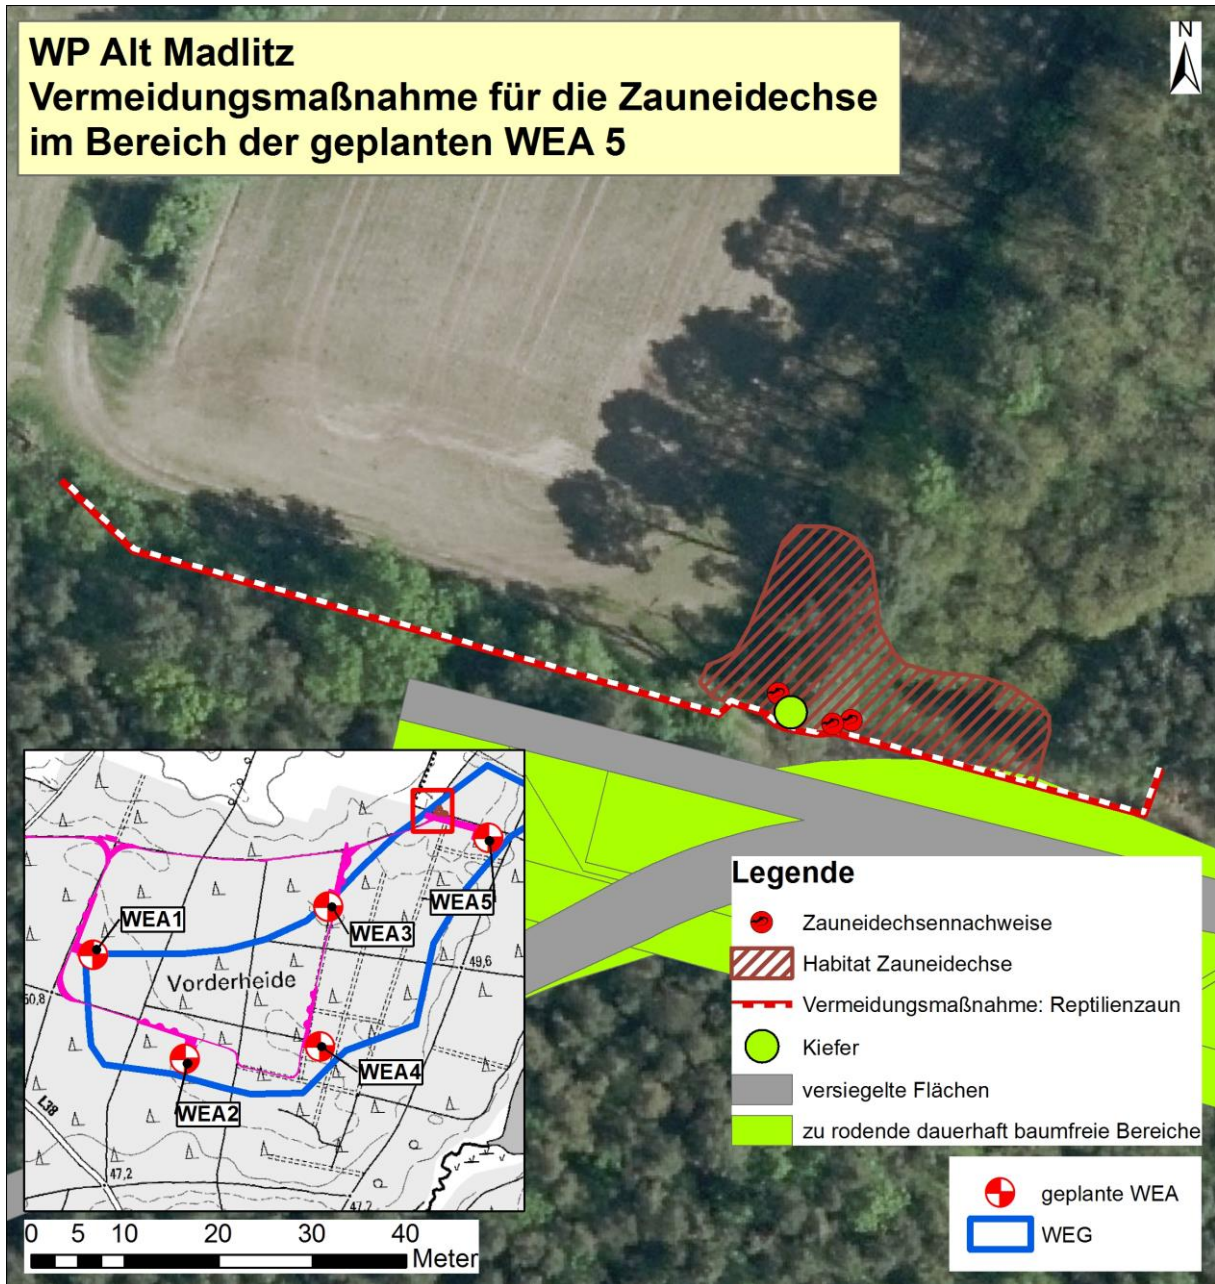 WP Alt Madlitz
Vermeidungsmaßnahme für die Zauneidechse
im Bereich der geplanten WEA 5
N
Legende
Zauneidechsennachweise
Habitat Zauneidechse
Vermeidungsmaßnahme: Reptilienzaun
Kiefer
versiegelte Flächen
zu rodende dauerhaft baumfreie Bereiche
geplante WEA
WEG
WEA1
WEA5
WEA3
Vorderheide
49,6
50,8
WEA4
WEA2
L38
47,2
47,2
0 5 10 20 30 40
Meter